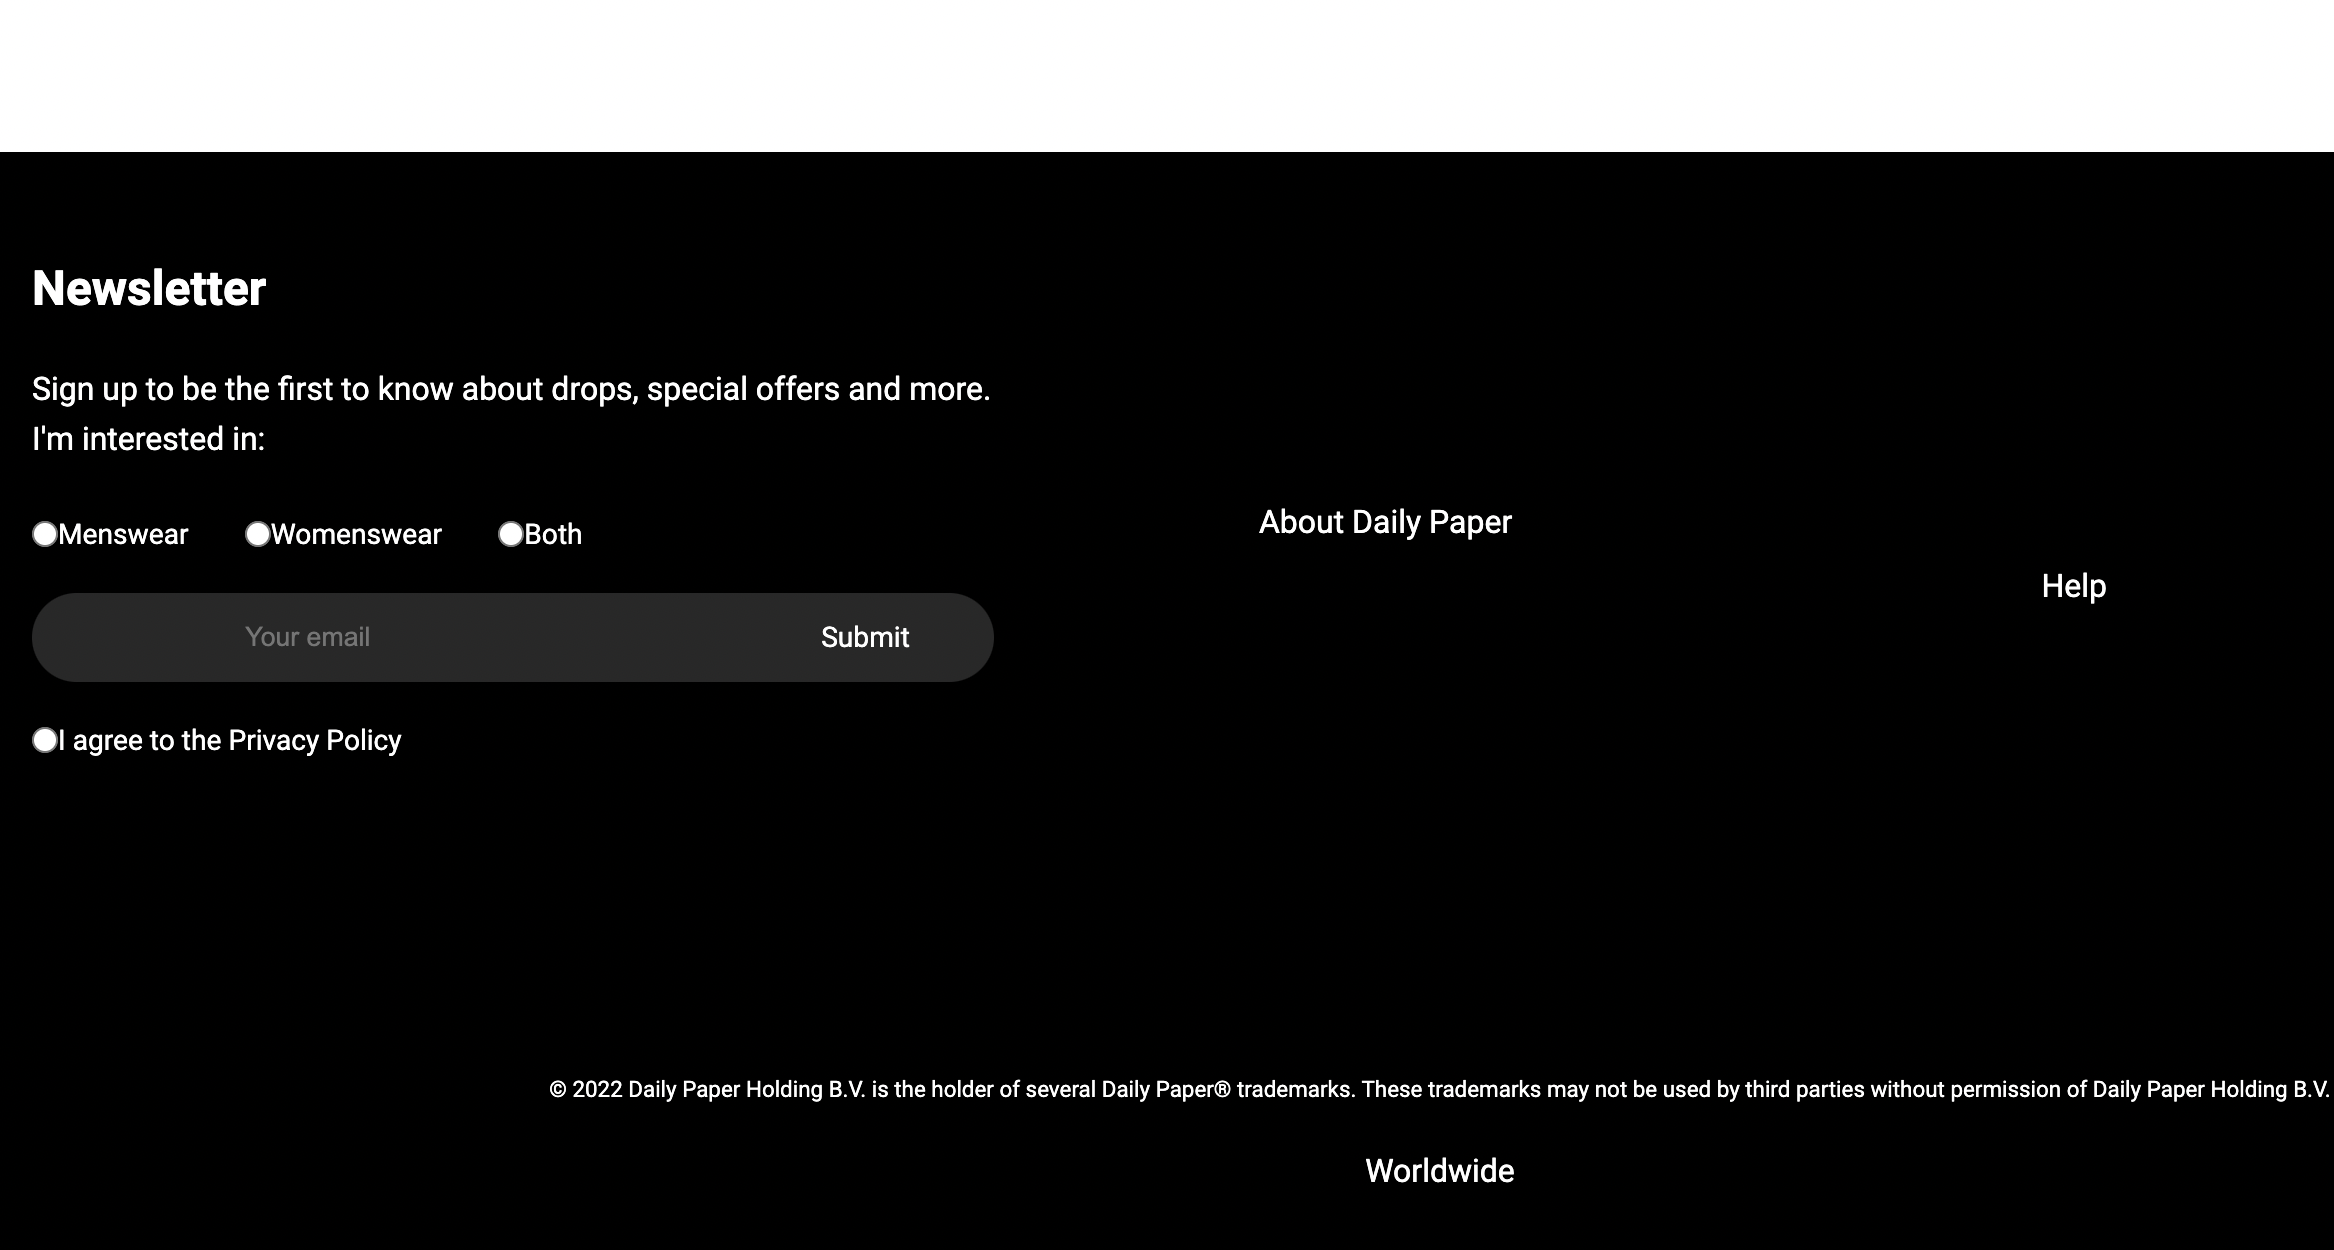 Newsletter
Sign up to be the first to know about drops, special offers and more.
I'm interested in:
Menswear Womenswear Both
About Daily Paper
Help
Your email Submit
I agree to the Privacy Policy
© 2022 Daily Paper Holding B.V. is the holder of several Daily Paper® trademarks. These trademarks may not be used by third parties without permission of Daily Paper Holding B.V.
Worldwide